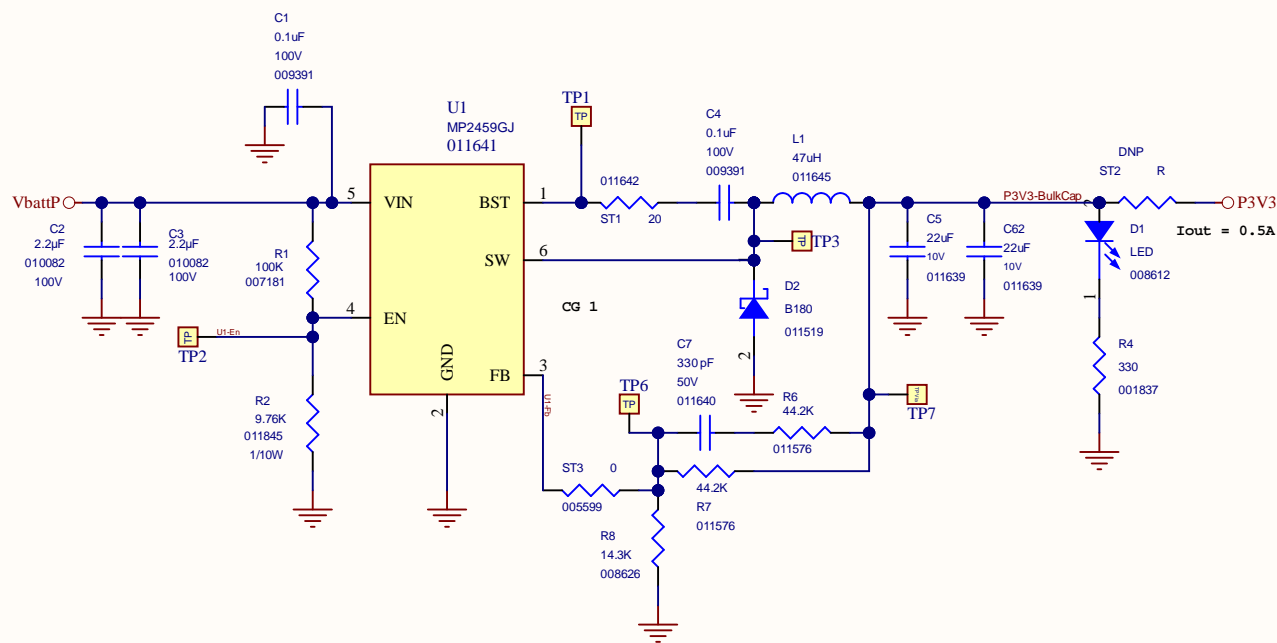 C1
0.1uF
100V
009391
U1
MP2459GJ
011641
VbattP
5
VIN
BST
1
SW
6
EN
4
FB
3
GND
2
C2
2.2µF
010082
100V
C3
2.2µF
010082
100V
R1
100K
007181
TP
TP2
U1-En
R2
9.76K
011845
1/10W
TP1
TP
011642
ST1 20
C4
0.1uF
100V
009391
L1
47uH
011645
TP
TP3
CG 1
D2
B180
011519
2
C7
330pF
50V
011640
TP6
TP
R6
44.2K
011576
U1-Fb
ST3 0
005599
44.2K
R7
011576
R8
14.3K
008626
TP7
P3V3-BulkCap
C5
22uF
10V
011639
C62
22uF
10V
011639
2
DNP
ST2 R
P3V3
Iout = 0.5A
D1
LED
008612
1
R4
330
001837